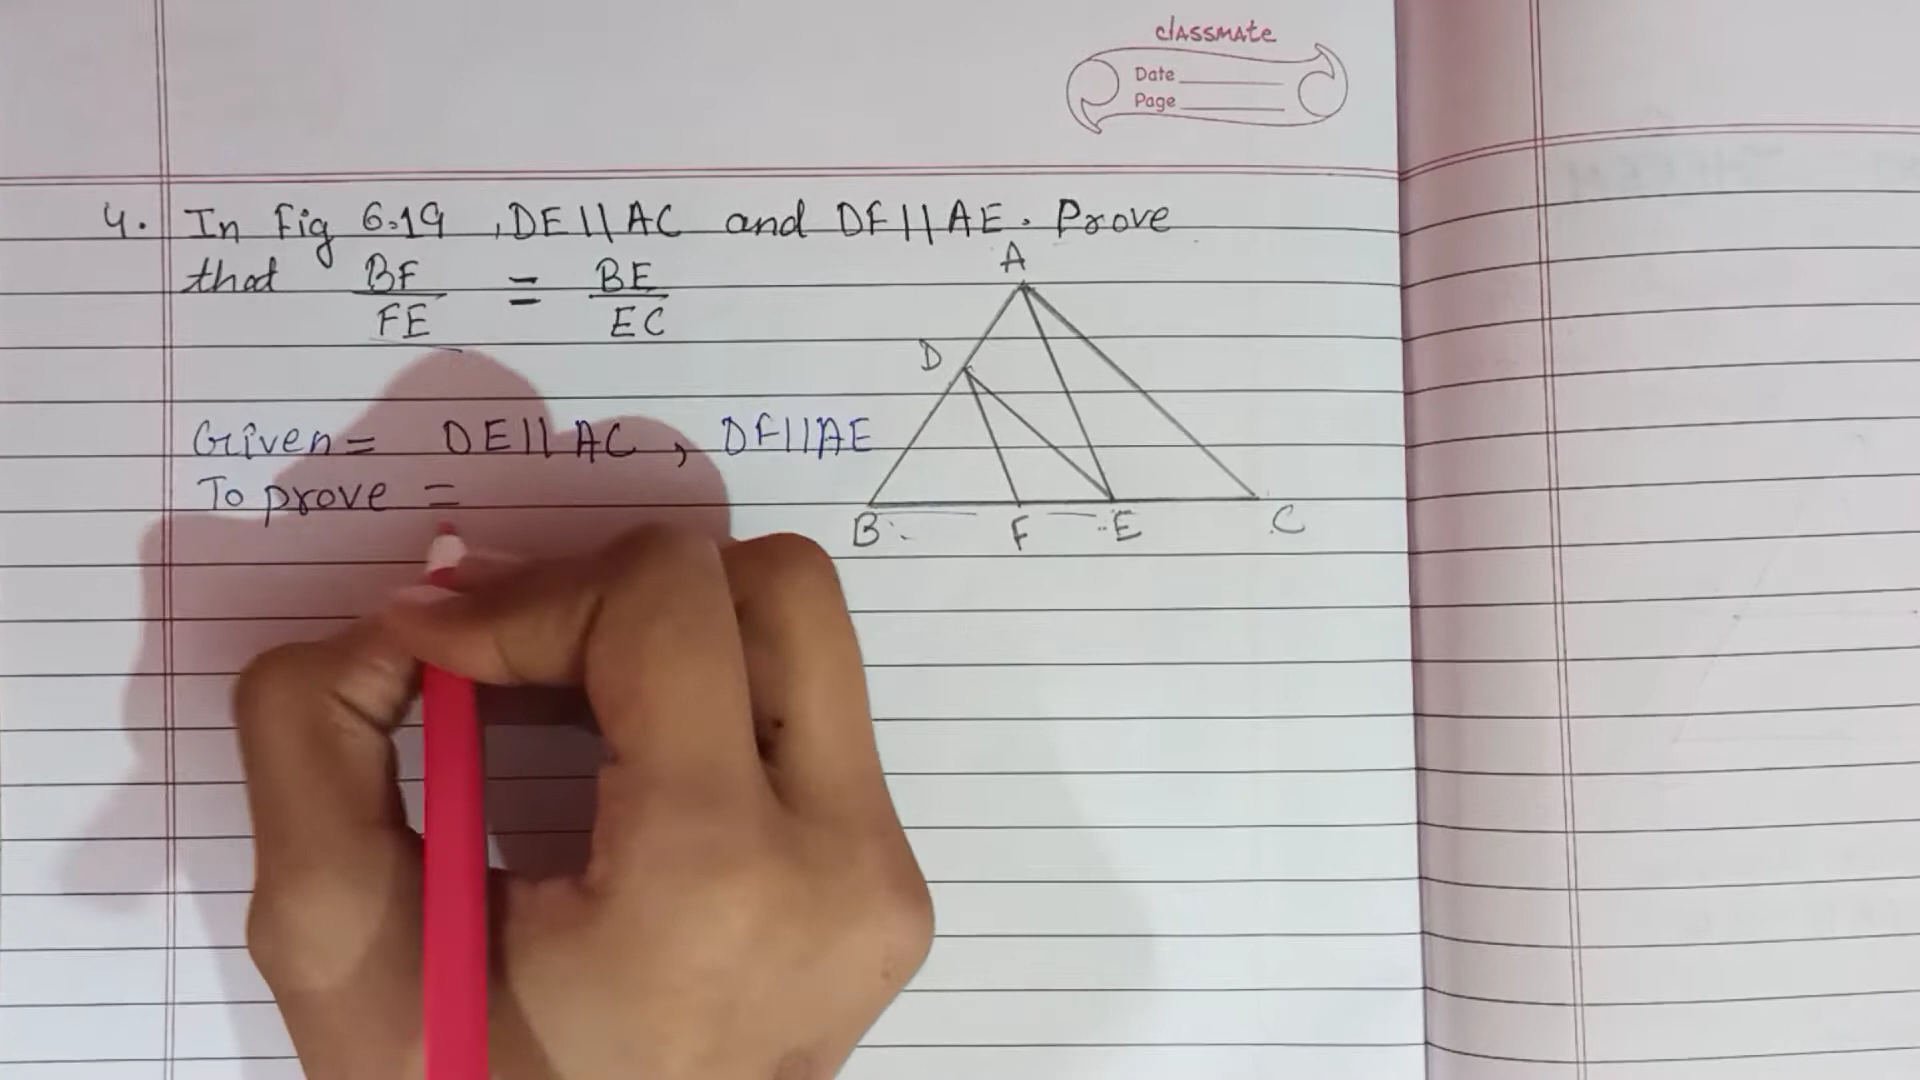 classmate
Date
Page
4. In Fig 6.19, DE||AC and DF||AE. Prove
that BF/FE = BE/EC
A
D
Given = DE||AC, DF||AE
To prove =
B F E C